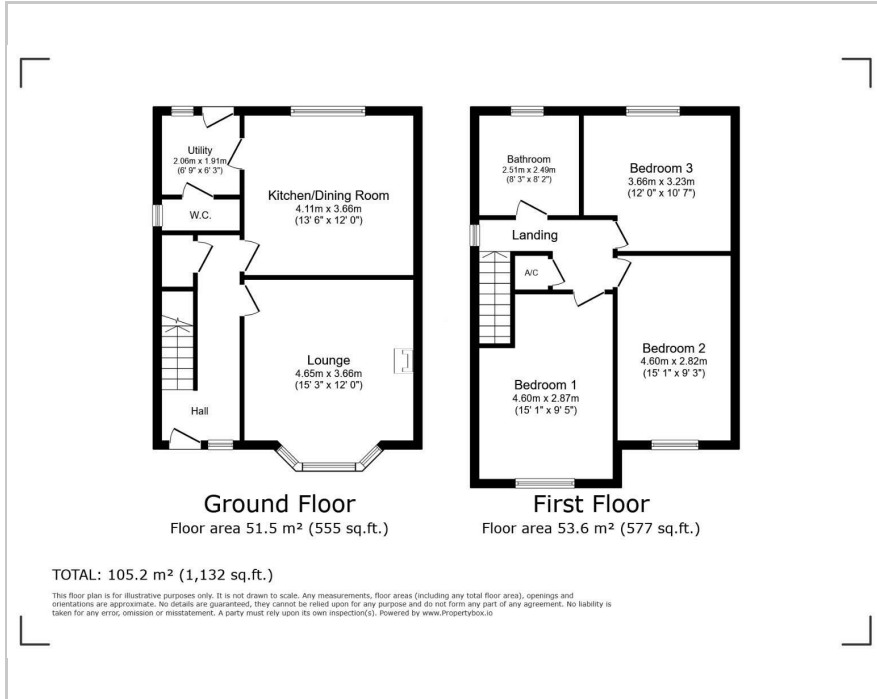 Utility
2.06m x 1.91m
(6' 9" x 6' 3")
W.C.
Kitchen/Dining Room
4.11m x 3.66m
(13' 6" x 12' 0")
Lounge
4.65m x 3.66m
(15' 3" x 12' 0")
Hall
Ground Floor
Floor area 51.5 m² (555 sq.ft.)
Bathroom
2.51m x 2.49m
(8' 3" x 8' 2")
Bedroom 3
3.66m x 3.23m
(12' 0" x 10' 7")
Landing
A/C
Bedroom 2
4.60m x 2.82m
(15' 1" x 9' 3")
Bedroom 1
4.60m x 2.87m
(15' 1" x 9' 5")
First Floor
Floor area 53.6 m² (577 sq.ft.)
TOTAL: 105.2 m² (1,132 sq.ft.)
This floor plan is for illustrative purposes only. It is not drawn to scale. Any measurements, floor areas (including any total floor area), openings and
orientations are approximate. No details are guaranteed, they cannot be relied upon for any purpose and do not form any part of any agreement. No liability is
taken for any error, omission or misstatement. A party must rely upon its own inspection(s). Powered by www.Propertybox.io